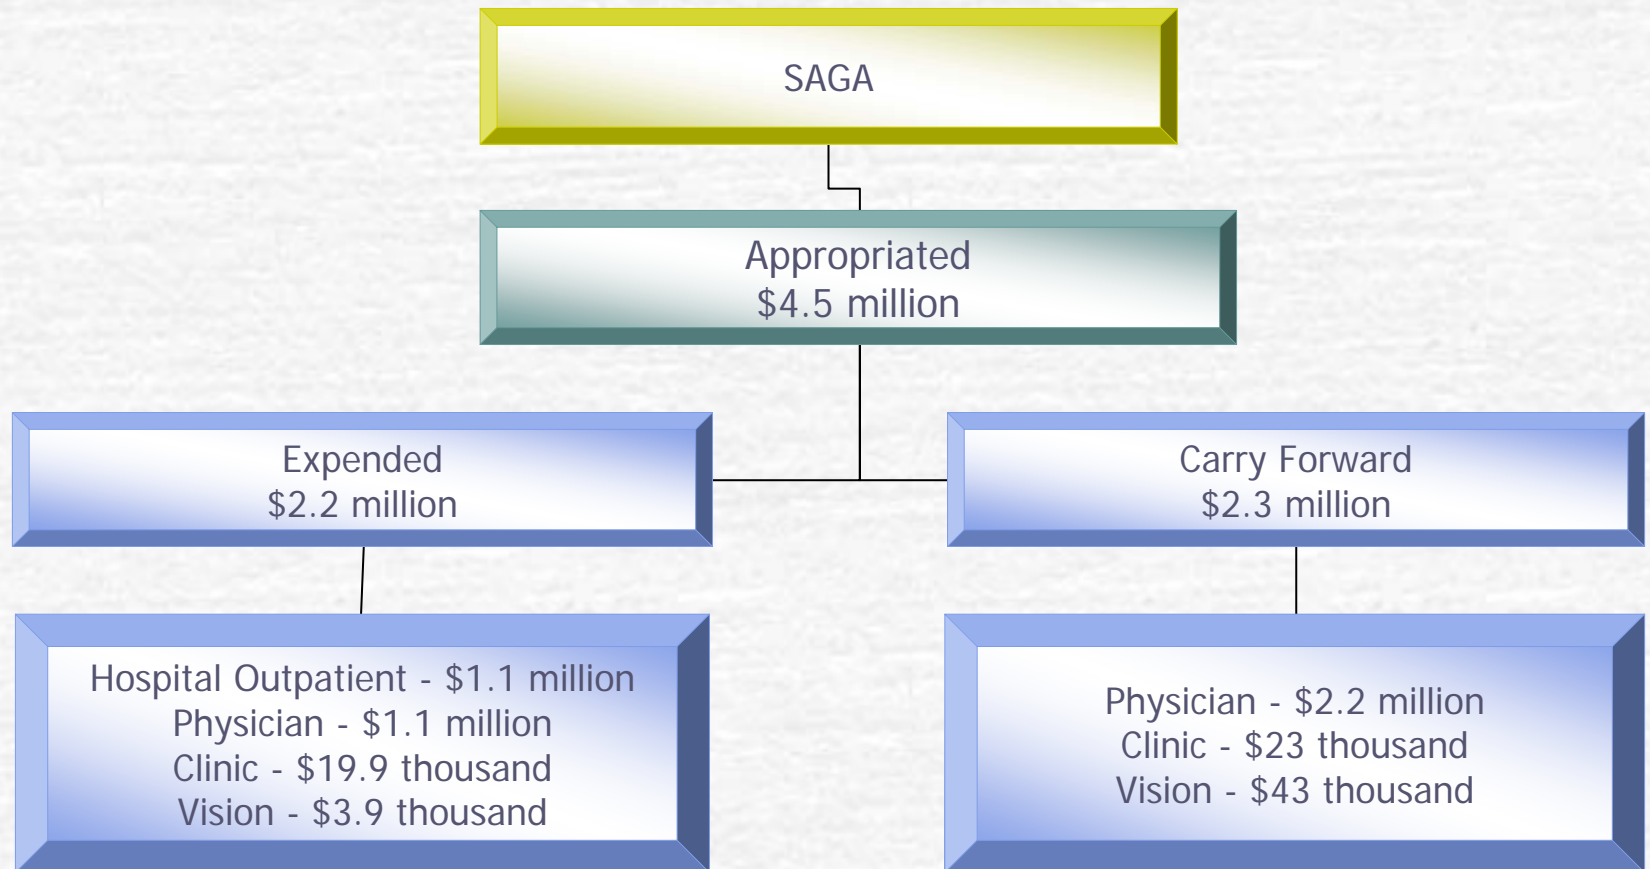 SAGA
Appropriated
$4.5 million
Expended
$2.2 million
Carry Forward
$2.3 million
Hospital Outpatient - $1.1 million
Physician - $1.1 million
Clinic - $19.9 thousand
Vision - $3.9 thousand
Physician - $2.2 million
Clinic - $23 thousand
Vision - $43 thousand